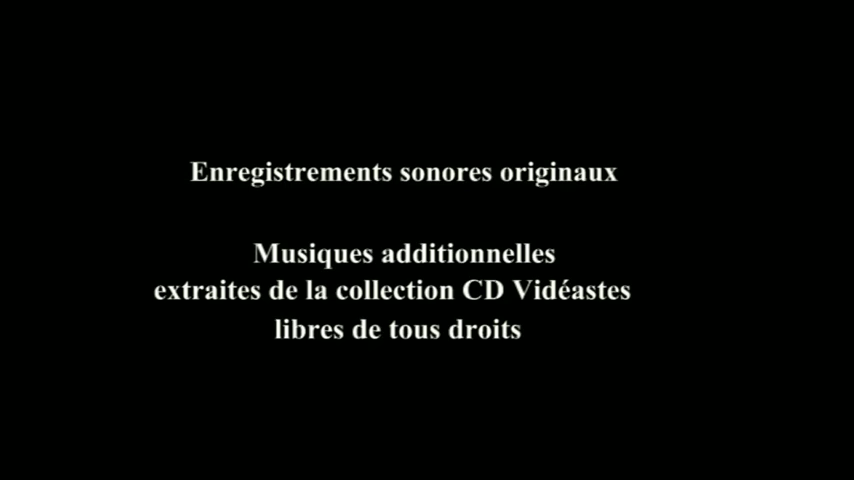 Enregistrements sonores originaux
Musiques additionnelles
extraites de la collection CD Vidéastes
libres de tous droits